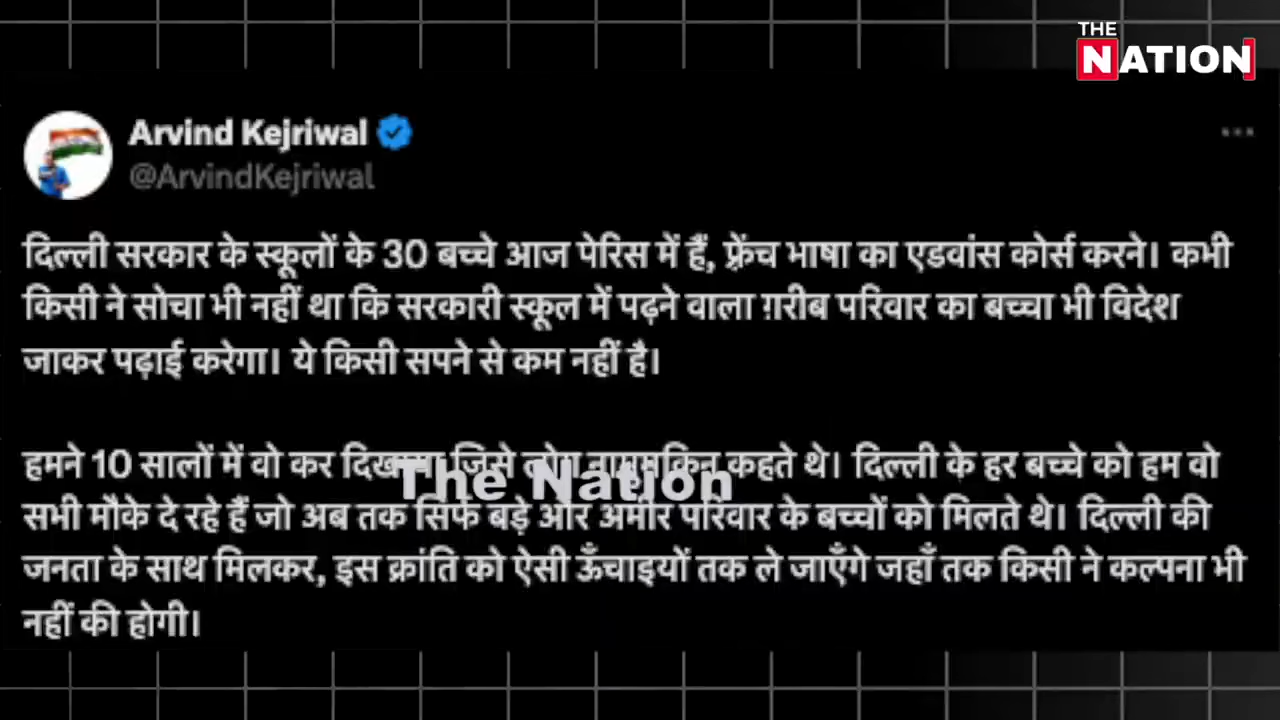 THE
NATION
Arvind Kejriwal
@ArvindKejriwal
दिल्ली सरकार के स्कूलों के 30 बच्चे आज पेरिस में हैं, फ़्रेंच भाषा का एडवांस कोर्स करने। कभी
किसी ने सोचा भी नहीं था कि सरकारी स्कूल में पढ़ने वाला ग़रीब परिवार का बच्चा भी विदेश
जाकर पढ़ाई करेगा। ये किसी सपने से कम नहीं है।
हमने 10 सालों में वो कर दिखाया जिसे लोग नामुमकिन कहते थे। दिल्ली के हर बच्चे को हम वो
The Nation
सभी मौके दे रहे हैं जो अब तक सिर्फ बड़े और अमीर परिवार के बच्चों को मिलते थे। दिल्ली की
जनता के साथ मिलकर, इस क्रांति को ऐसी ऊँचाइयों तक ले जाएँगे जहाँ तक किसी ने कल्पना भी
नहीं की होगी।